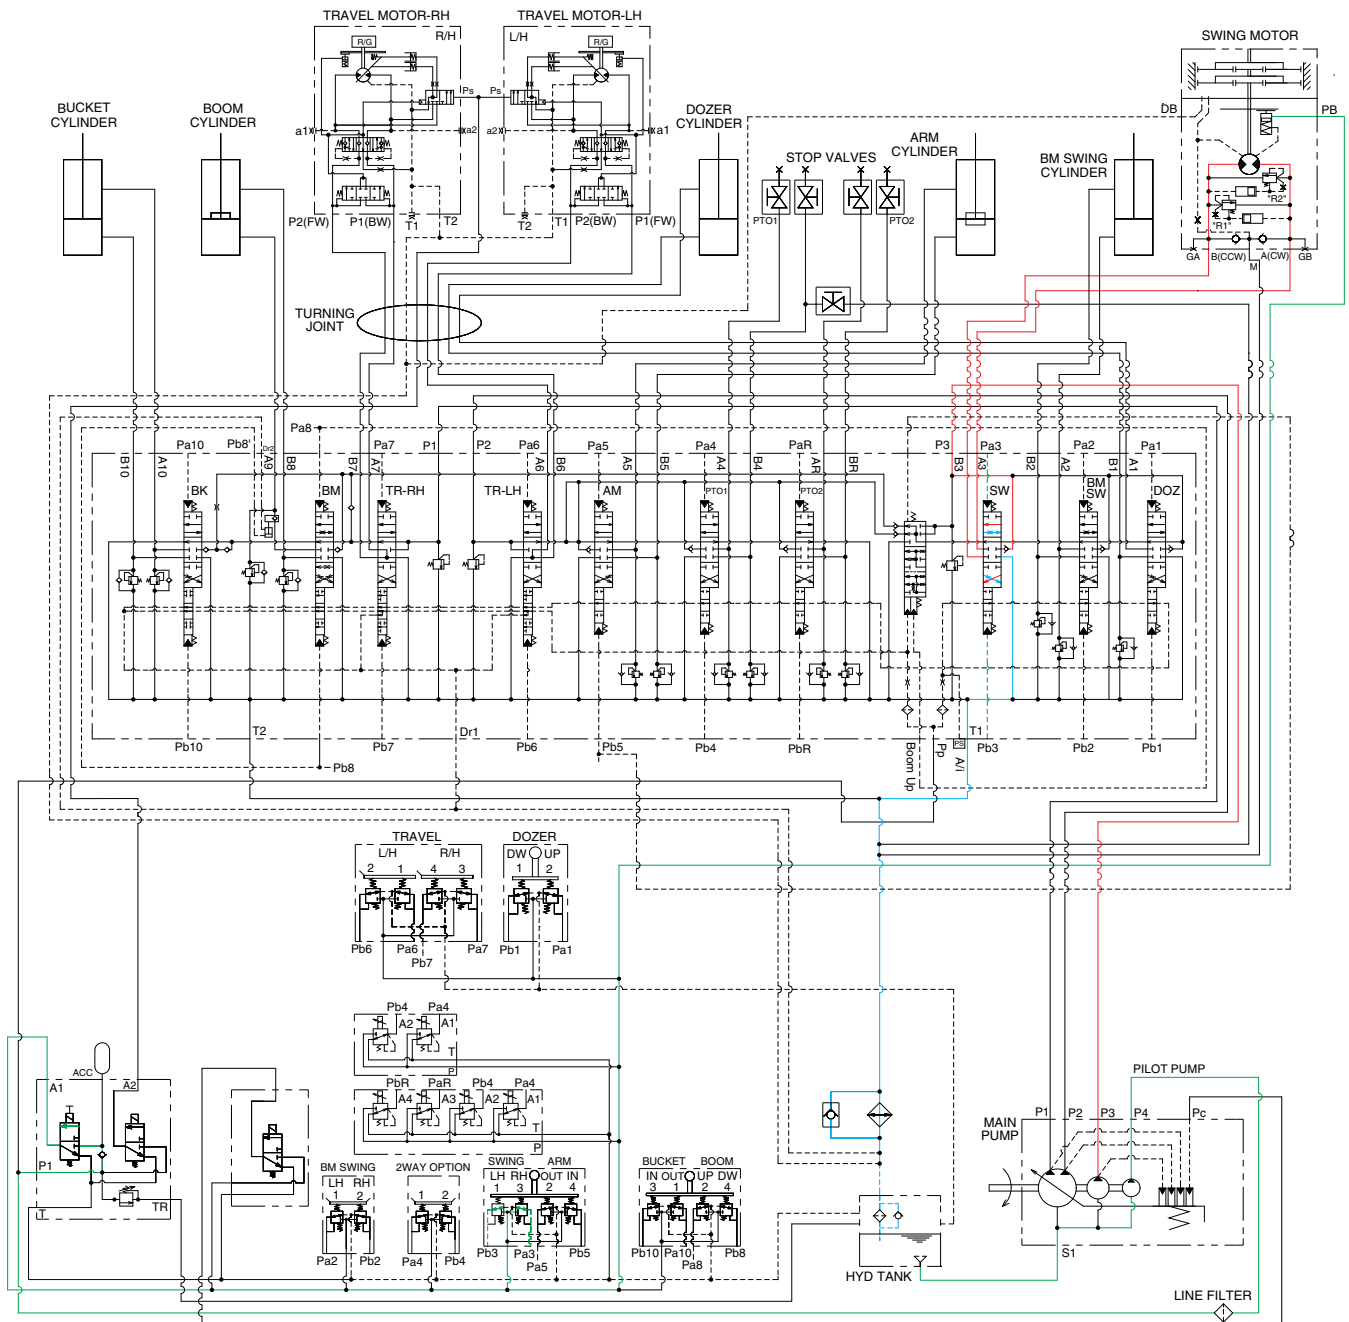 TRAVEL MOTOR-RH
TRAVEL MOTOR-LH
SWING MOTOR
R/H
L/H
R/G
R/G
BUCKET
CYLINDER
BOOM
CYLINDER
Ps
Ps
DOZER
CYLINDER
DB
PB
a1
a2
a2
a1
ARM
CYLINDER
STOP VALVES
BM SWING
CYLINDER
"R2"
"R1"
PTO1
PTO2
P2(FW)
P1(BW)
T1
T2
T2
T1
P2(BW)
P1(FW)
GA
B(CCW)
A(CW)
GB
M
TURNING
JOINT
Pa8
Pa10
Pb8'
Dr2
Pa7
P1
P2
Pa6
Pa5
Pa4
PaR
P3
Pa3
Pa2
Pa1
B10
A10
A9
B8
B7
A7
A6
B6
A5
B5
A4
B4
AR
BR
B3
A3
B2
A2
B1
A1
BK
BM
TR-RH
TR-LH
AM
PTO1
PTO2
SW
BM
SW
DOZ
T2
Dr1
T1
Pb10
Pb7
Pb6
Pb5
Pb4
PbR
Boom Up
Pp
PS
A/i
Pb3
Pb2
Pb1
Pb8
TRAVEL
DOZER
L/H
R/H
DW
UP
2
1
4
3
1
2
Pb6
Pa6
Pa7
Pb1
Pa1
Pb7
Pb4
Pa4
A2
A1
T
P
ACC
PILOT PUMP
A1
A2
PbR
PaR
Pb4
Pa4
A4
A3
A2
A1
T
P
P1
P2
P3
P4
Pc
MAIN
PUMP
P1
T
TR
BM SWING
LH RH
1
2
Pa2
Pb2
2WAY OPTION
1
2
Pa4
Pb4
SWING
ARM
LH RH
OUT IN
1
3
2
4
Pb3
Pa3
Pb5
Pa5
BUCKET
BOOM
IN OUT
UP DW
3
1
2
4
Pb10
Pa10
Pb8
Pa8
S1
HYD TANK
LINE FILTER